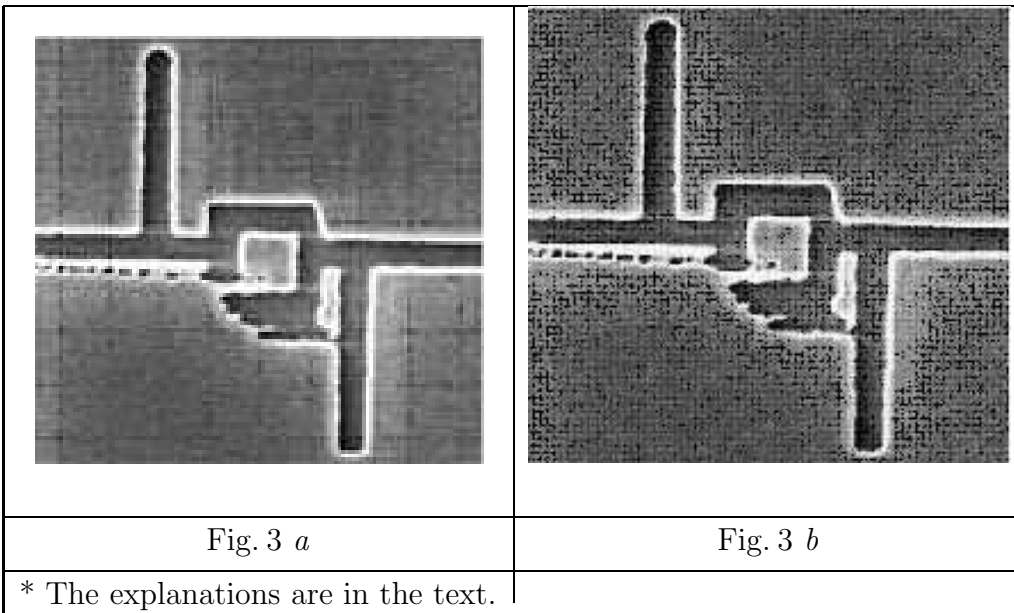 Fig. 3 a
Fig. 3 b
* The explanations are in the text.